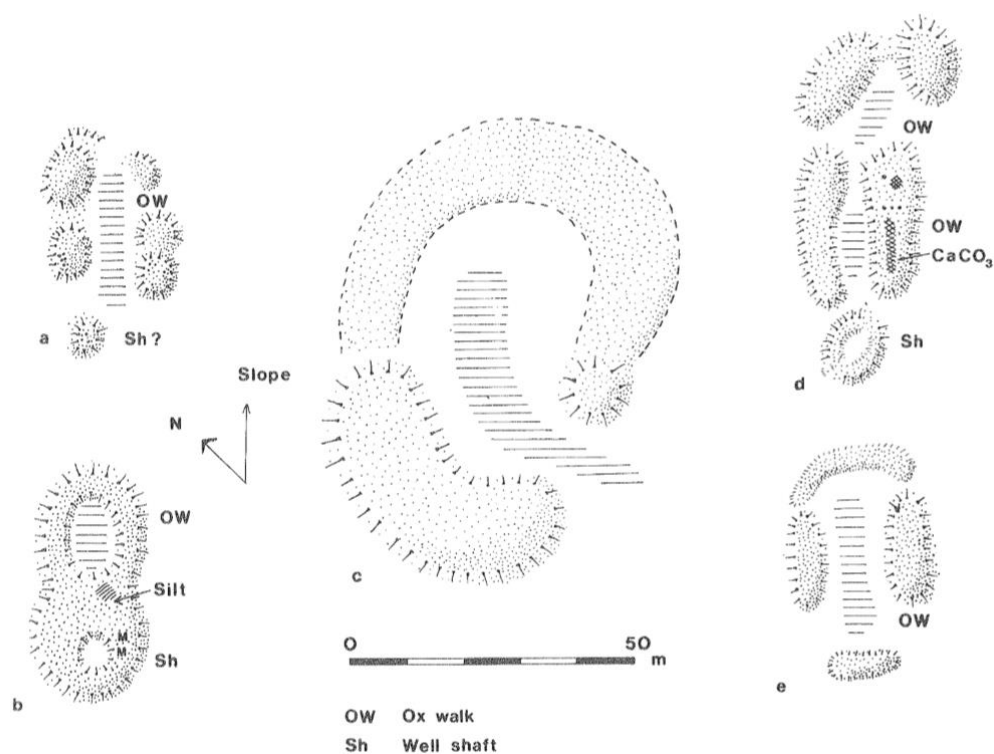 OW
OW
OW
CaCO3
a
Sh?
Sh
d
Slope
N
OW
Silt
M
M
Sh
b
c
OW
e
0 50
m
OW Ox walk
Sh Well shaft